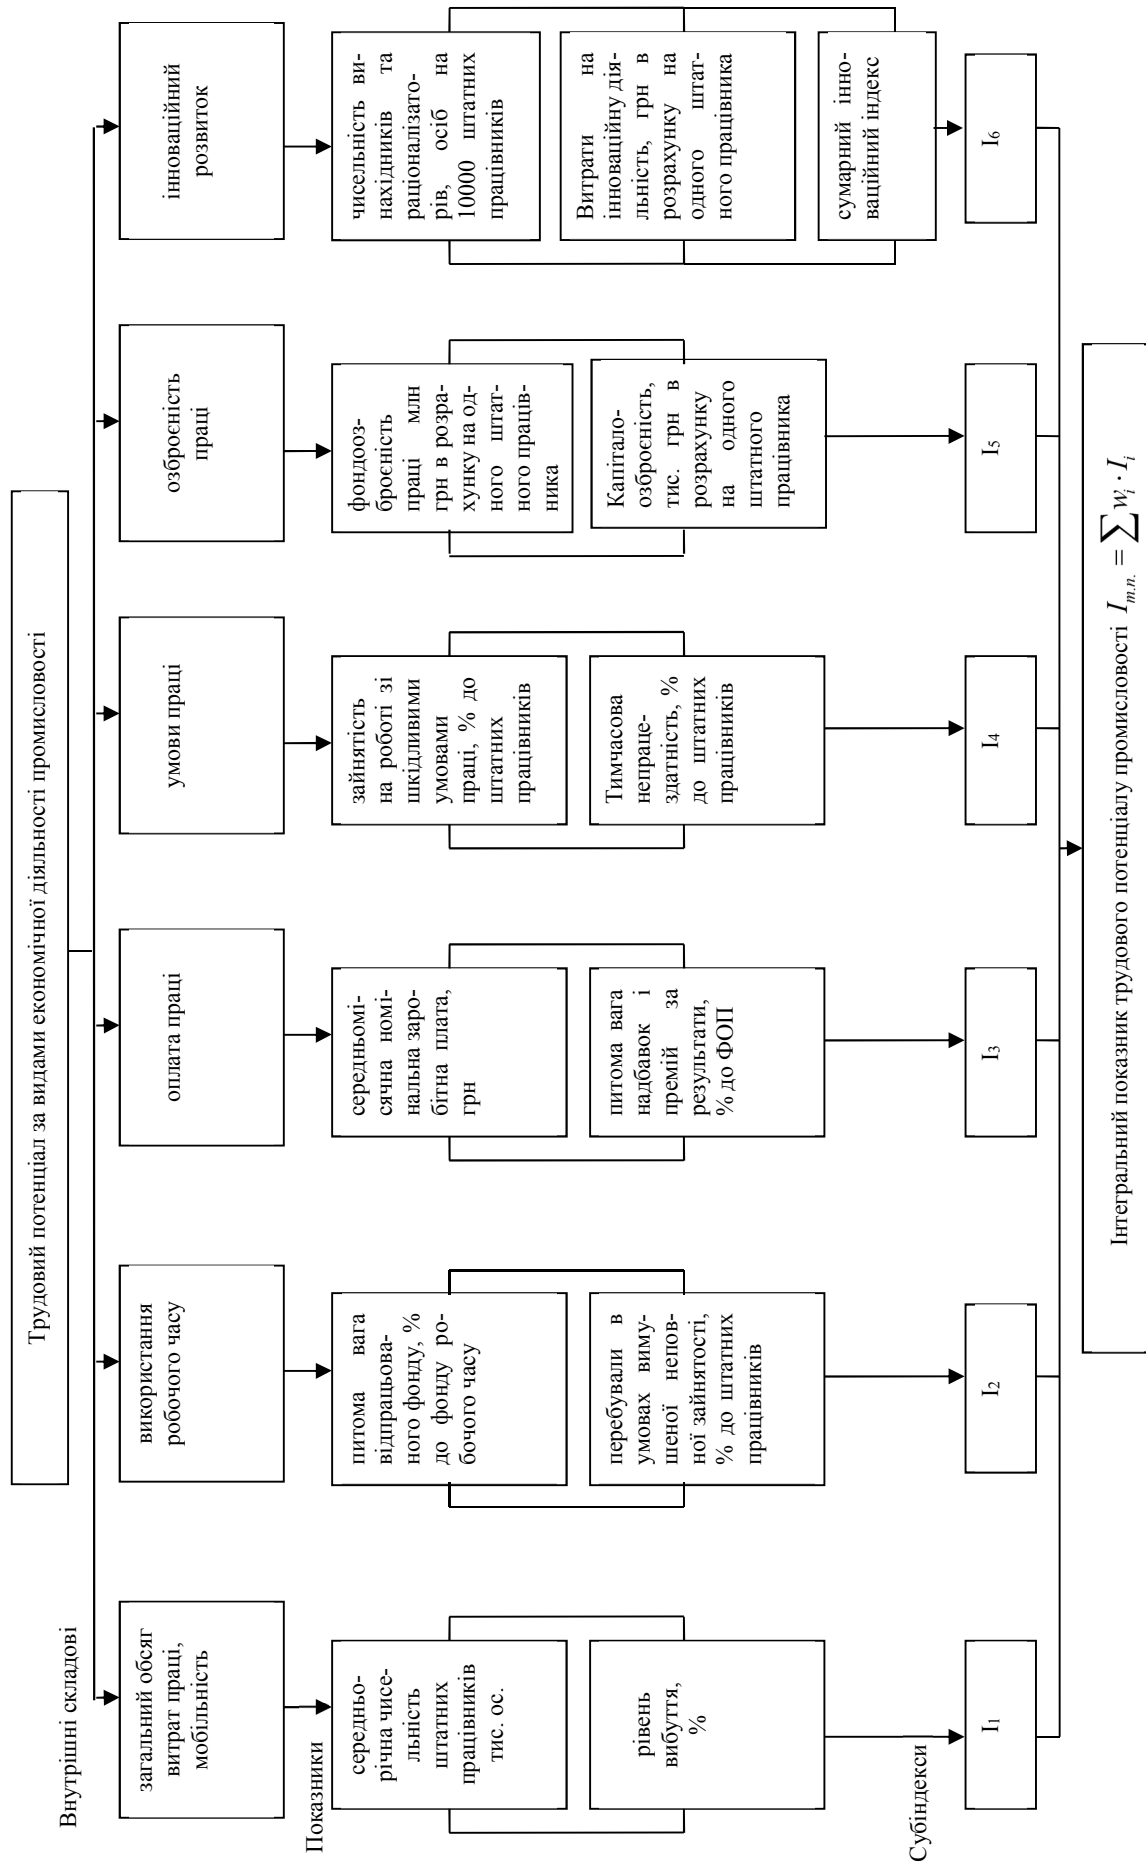 Трудовий потенціал за видами економічної діяльності промисловості
Внутрішні складові
загальний обсяг
витрат праці,
мобільність
використання
робочого часу
оплата праці
умови праці
озброєність
праці
інноваційний
розвиток
Показники
середньо-
річна чисе-
льність
штатних
працівників
тис. ос.
рівень
вибуття,
%
питома вага
відпрацьова-
ного фонду, %
до фонду ро-
бочого часу
перебували в
умовах виму-
шеної непов-
ної зайнятості,
% до штатних
працівників
середньомі-
сячна номі-
нальна заро-
бітна плата,
грн
питома вага
надбавок і
премій за
результати,
% до ФОП
зайнятість
на роботі зі
шкідливими
умовами
праці, % до
штатних
працівників
Тимчасова
непраце-
здатність, %
до штатних
працівників
фондооз-
броєність
праці млн
грн в розра-
хунку на од-
ного штат-
ного праців-
ника
Капітало-
озброєність,
тис. грн в
розрахунку
на одного
штатного
працівника
чисельність ви-
нахідників та
раціоналізато-
рів, осіб на
10000 штатних
працівників
Витрати на
інноваційну дія-
льність, грн в
розрахунку на
одного штат-
ного працівника
сумарний інно-
ваційний індекс
Субіндекси
I₁
I₂
I₃
I₄
I₅
I₆
Інтегральний показник трудового потенціалу промисловості I_{т.п.} = ∑ w_i · I_i